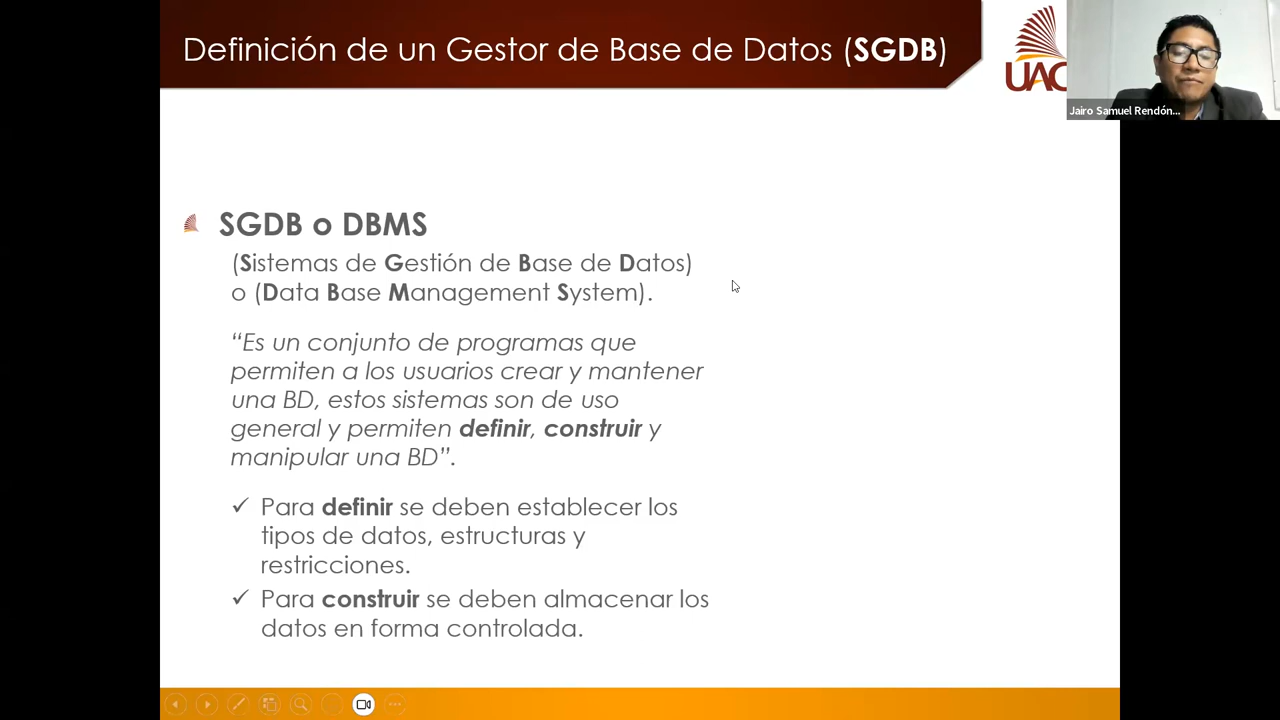 Definición de un Gestor de Base de Datos (SGDB)
UAC
Jairo Samuel Rendón...
SGDB o DBMS
(Sistemas de Gestión de Base de Datos)
o (Data Base Management System).
“Es un conjunto de programas que
permiten a los usuarios crear y mantener
una BD, estos sistemas son de uso
general y permiten definir, construir y
manipular una BD”.
✓ Para definir se deben establecer los
tipos de datos, estructuras y
restricciones.
✓ Para construir se deben almacenar los
datos en forma controlada.